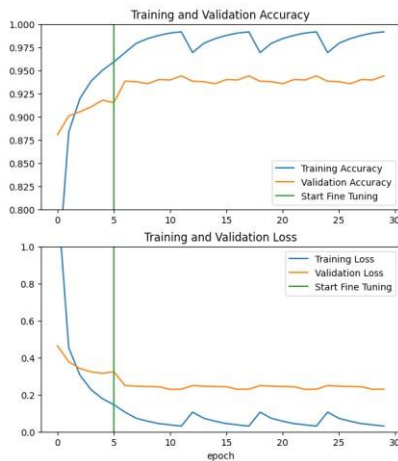 Training and Validation Accuracy
1.000
0.975
0.950
0.925
0.900
0.875
0.850
0.825
0.800
Training Accuracy
Validation Accuracy
Start Fine Tuning
0 5 10 15 20 25 30
Training and Validation Loss
1.0
0.8
0.6
0.4
0.2
0.0
Training Loss
Validation Loss
Start Fine Tuning
0 5 10 15 20 25 30
epoch